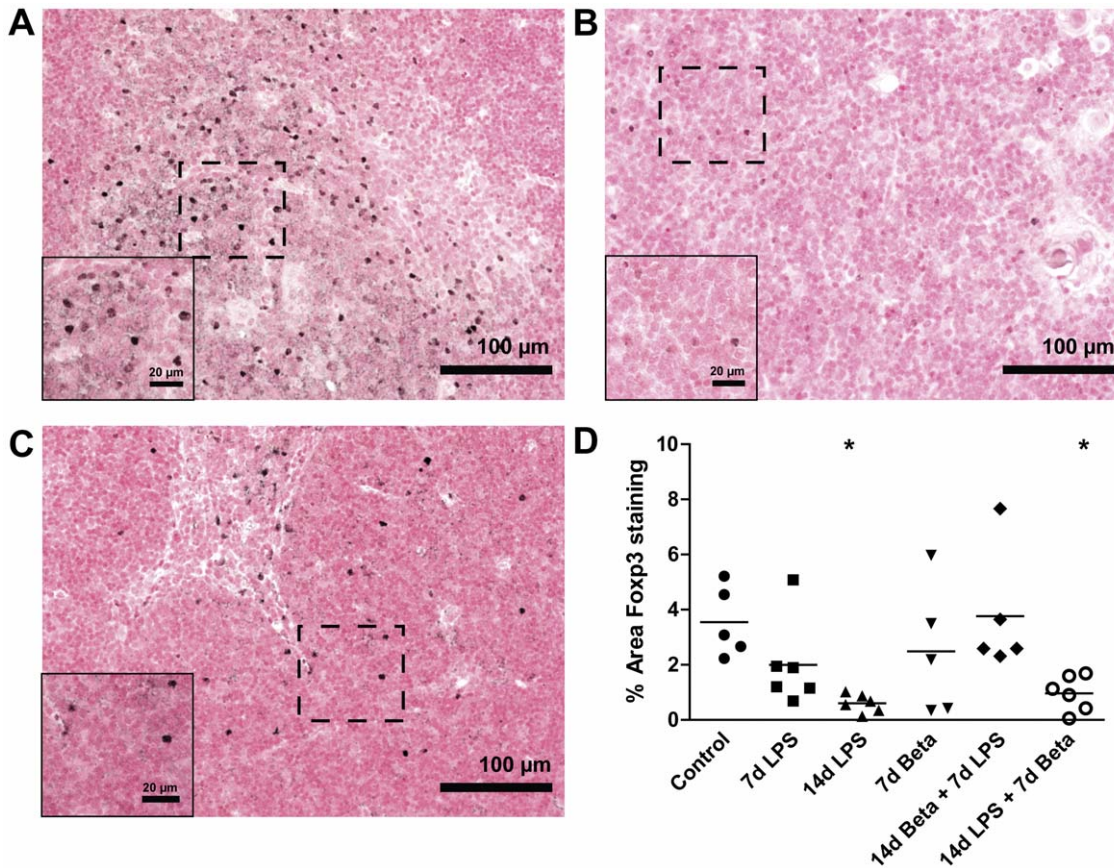 A
100 µm
20 µm
B
100 µm
20 µm
C
100 µm
20 µm
D
% Area Foxp3 staining
10
8
6
4
2
0
*
*
Control
7d LPS
14d LPS
7d Beta
14d Beta + 7d LPS
14d LPS + 7d Beta